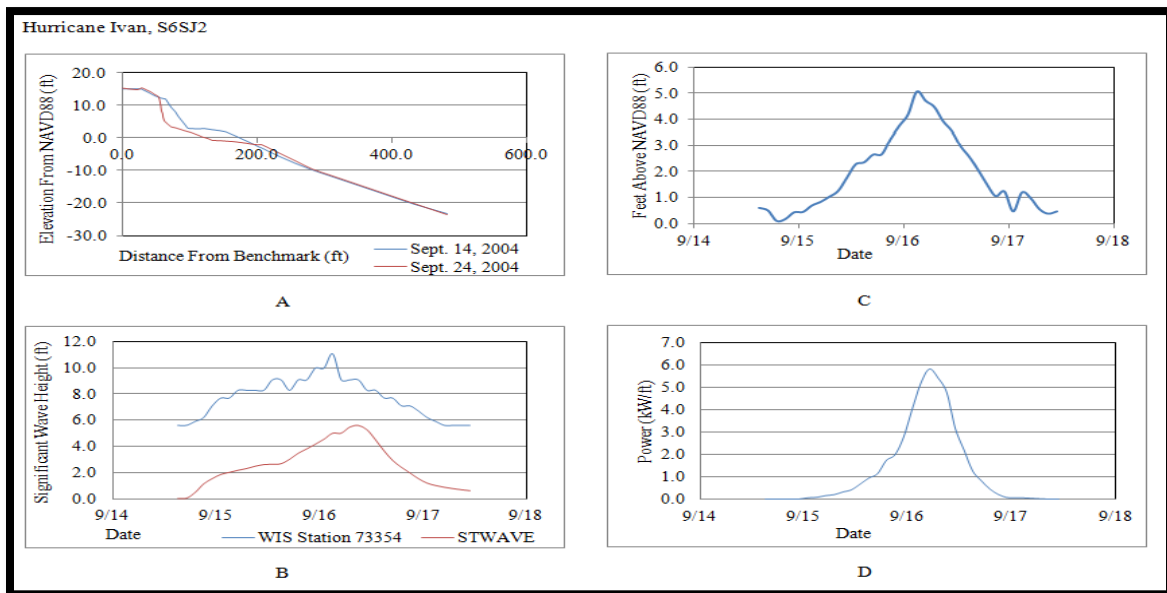 Hurricane Ivan, S6SJ2
Elevation From NAVD88 (ft)
20.0
10.0
0.0
-10.0
-20.0
-30.0
0.0 200.0 400.0 600.0
Distance From Benchmark (ft)
Sept. 14, 2004
Sept. 24, 2004
A
Feet Above NAVD88 (ft)
6.0
5.0
4.0
3.0
2.0
1.0
0.0
9/14 9/15 9/16 9/17 9/18
Date
C
Significant Wave Height (ft)
12.0
10.0
8.0
6.0
4.0
2.0
0.0
9/14 9/15 9/16 9/17 9/18
Date
WIS Station 73354 STWAVE
B
Power (kW/ft)
7.0
6.0
5.0
4.0
3.0
2.0
1.0
0.0
9/14 9/15 9/16 9/17 9/18
Date
D